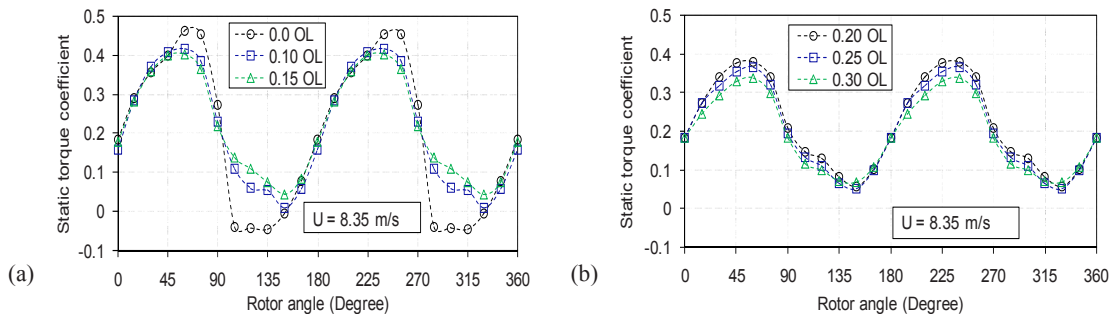 0.5
0.4
0.3
0.2
0.1
0
-0.1
Static torque coefficient
0.0 OL
0.10 OL
0.15 OL
U = 8.35 m/s
0 45 90 135 180 225 270 315 360
Rotor angle (Degree)
(a)
0.5
0.4
0.3
0.2
0.1
0
-0.1
Static torque coefficient
0.20 OL
0.25 OL
0.30 OL
U = 8.35 m/s
0 45 90 135 180 225 270 315 360
Rotor angle (Degree)
(b)